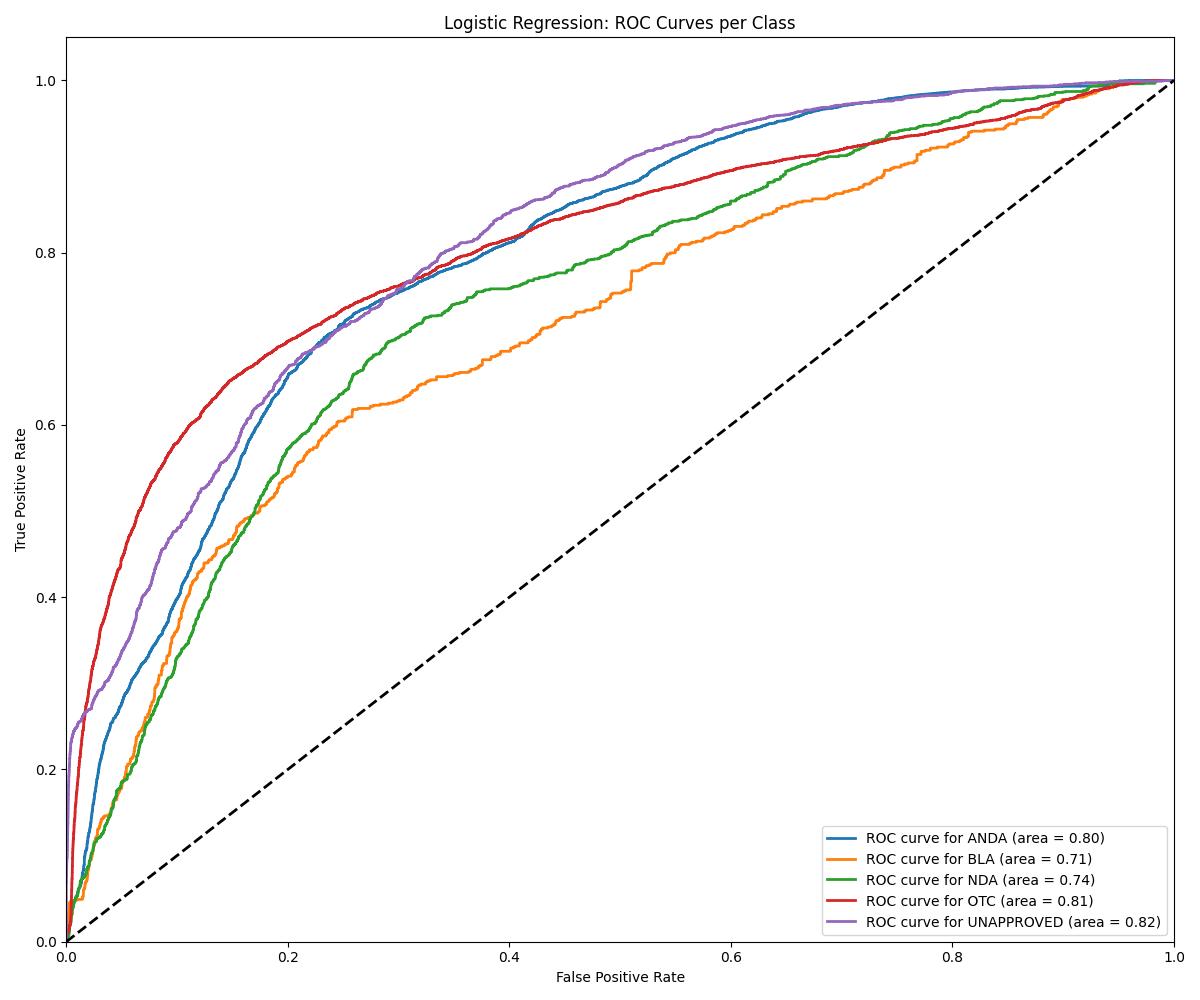 Logistic Regression: ROC Curves per Class
True Positive Rate
1.0
0.8
0.6
0.4
0.2
0.0
0.0 0.2 0.4 0.6 0.8 1.0
False Positive Rate
ROC curve for ANDA (area = 0.80)
ROC curve for BLA (area = 0.71)
ROC curve for NDA (area = 0.74)
ROC curve for OTC (area = 0.81)
ROC curve for UNAPPROVED (area = 0.82)